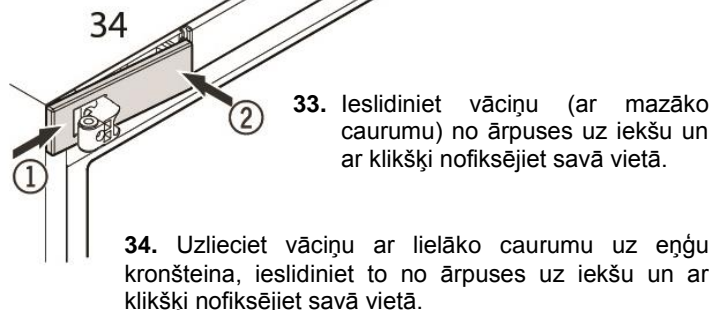 34
①
②
33. Ieslidiniet vāciņu (ar mazāko
caurumu) no ārpuses uz iekšu un
ar klikšķi nofiksējiet savā vietā.
34. Uzlieciet vāciņu ar lielāko caurumu uz eņģu
kronšteina, ieslidiniet to no ārpuses uz iekšu un ar
klikšķi nofiksējiet savā vietā.